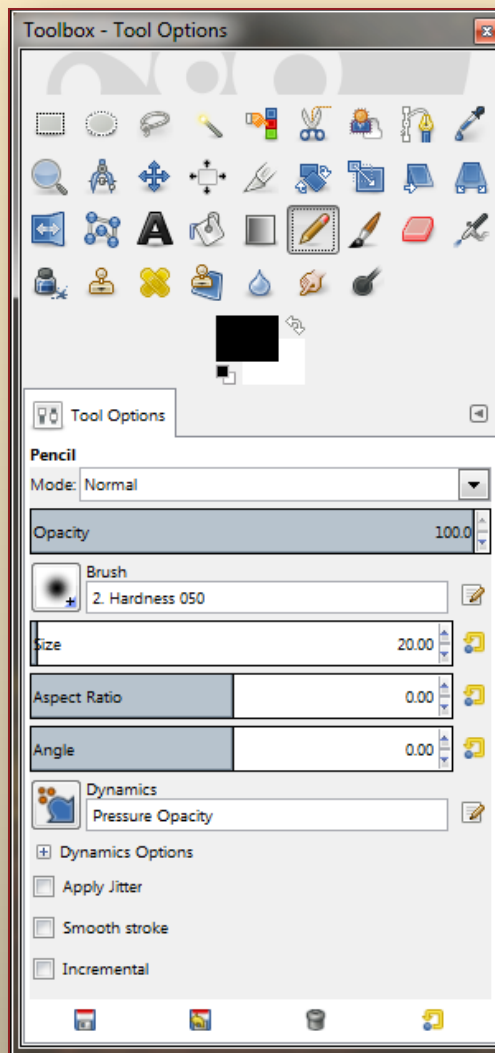 Toolbox - Tool Options
Tool Options
Pencil
Mode: Normal
Opacity 100.0
Brush
2. Hardness 050
Size 20.00
Aspect Ratio 0.00
Angle 0.00
Dynamics
Pressure Opacity
Dynamics Options
Apply Jitter
Smooth stroke
Incremental